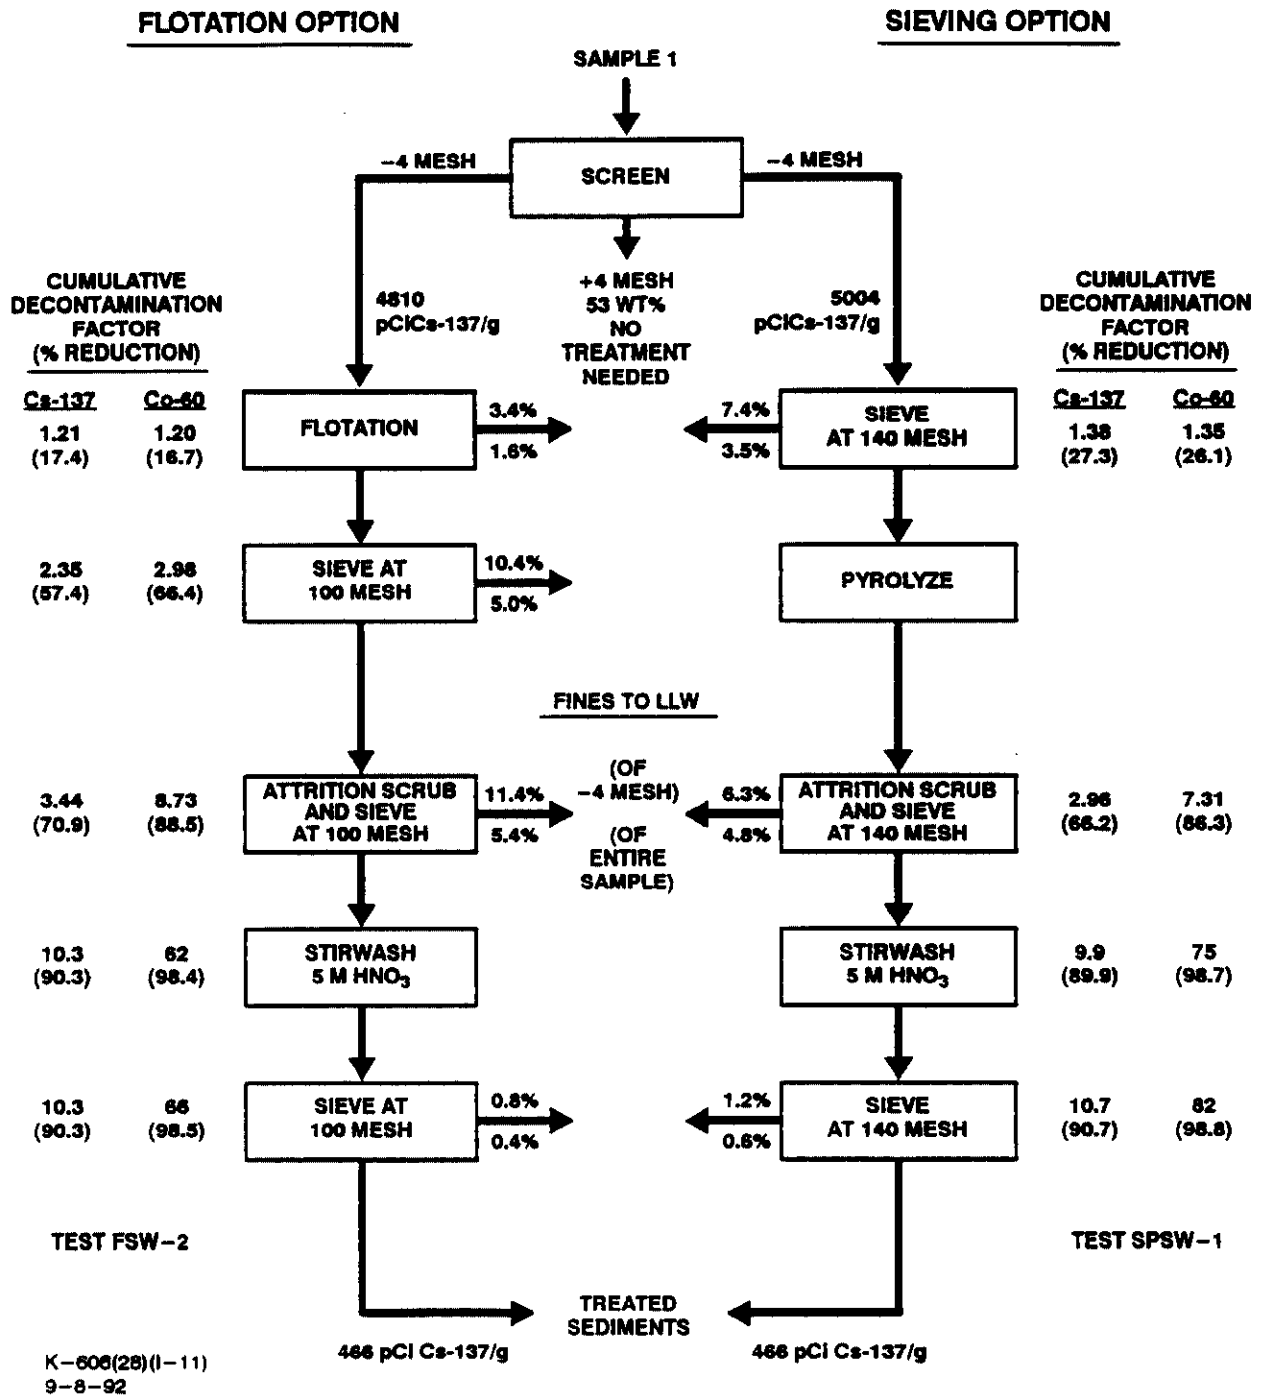 FLOTATION OPTION
SIEVING OPTION
SAMPLE 1
−4 MESH
SCREEN
−4 MESH
CUMULATIVE
DECONTAMINATION
FACTOR
(% REDUCTION)
4810
pCiCs-137/g
+4 MESH
53 WT%
NO
TREATMENT
NEEDED
5004
pCiCs-137/g
CUMULATIVE
DECONTAMINATION
FACTOR
(% REDUCTION)
Cs-137 Co-60
1.21 1.20
(17.4) (16.7)
FLOTATION
3.4%
1.6%
7.4%
3.5%
SIEVE
AT 140 MESH
Cs-137 Co-60
1.38 1.35
(27.3) (26.1)
2.35 2.98
(57.4) (66.4)
SIEVE AT
100 MESH
10.4%
5.0%
PYROLYZE
FINES TO LLW
3.44 8.73
(70.9) (88.5)
ATTRITION SCRUB
AND SIEVE
AT 100 MESH
11.4%
5.4%
(OF
−4 MESH)
(OF
ENTIRE
SAMPLE)
6.3%
4.8%
ATTRITION SCRUB
AND SIEVE
AT 140 MESH
2.96 7.31
(66.2) (86.3)
10.3 62
(90.3) (98.4)
STIRWASH
5 M HNO3
STIRWASH
5 M HNO3
9.9 75
(89.9) (98.7)
10.3 66
(90.3) (98.5)
SIEVE AT
100 MESH
0.8%
0.4%
1.2%
0.6%
SIEVE
AT 140 MESH
10.7 82
(90.7) (98.8)
TEST FSW−2
TEST SPSW−1
TREATED
SEDIMENTS
466 pCi Cs-137/g
466 pCi Cs-137/g
K−606(28)(I−11)
9−8−92